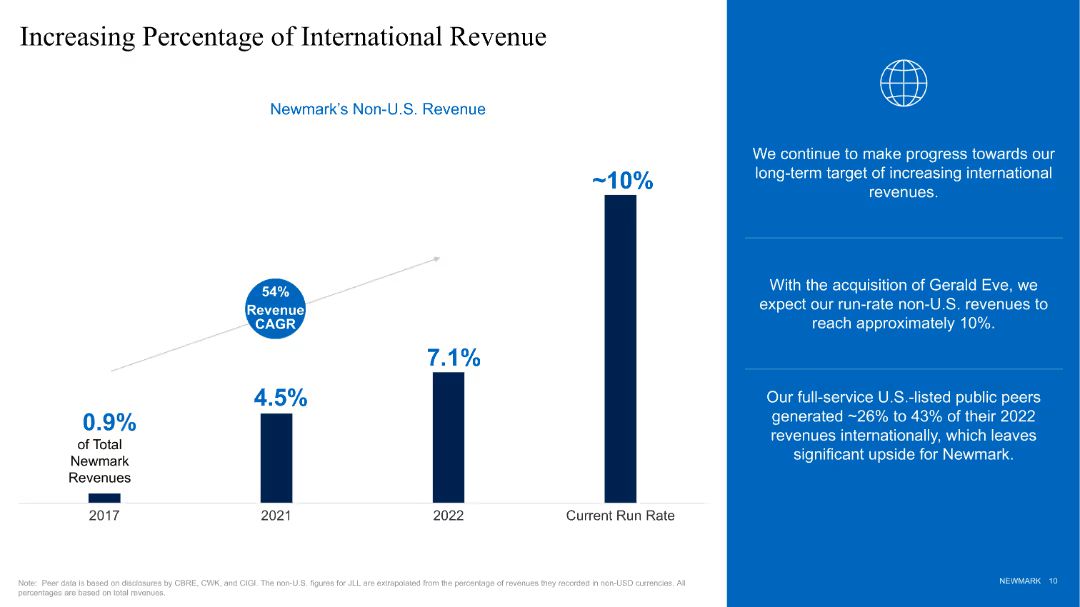 Increasing Percentage of International Revenue
Newmark's Non-U.S. Revenue
0.9%
of Total
Newmark
Revenues
4.5%
7.1%
~10%
54%
Revenue
CAGR
2017
2021
2022
Current Run Rate
We continue to make progress towards our
long-term target of increasing international
revenues.
With the acquisition of Gerald Eve, we
expect our run-rate non-U.S. revenues to
reach approximately 10%.
Our full-service U.S.-listed public peers
generated ~26% to 43% of their 2022
revenues internationally, which leaves
significant upside for Newmark.
Note: Peer data is based on disclosures by CBRE, CWK, and CIGI. The non-U.S. figures for JLL are extrapolated from the percentage of revenues they recorded in non-USD currencies. All
percentages are based on total revenues.
NEWMARK 10